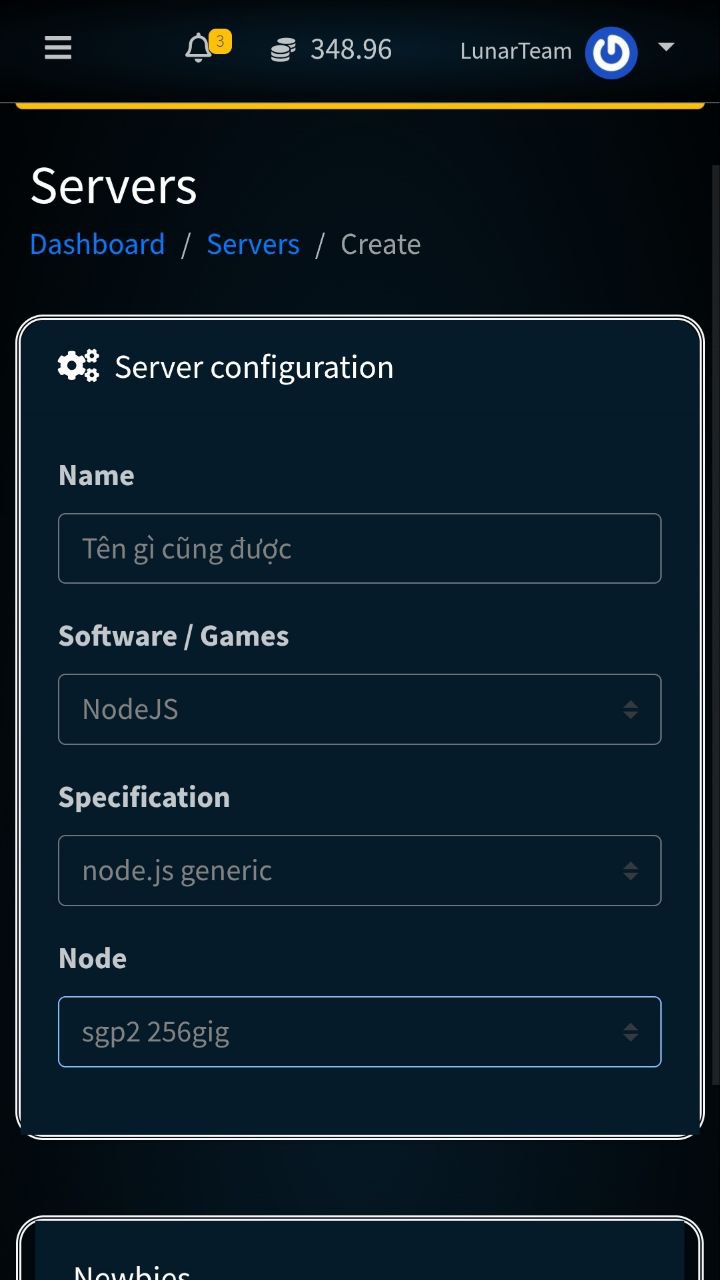 3
348.96
LunarTeam
Servers
Dashboard / Servers / Create
Server configuration
Name
Tên gì cũng được
Software / Games
NodeJS
Specification
node.js generic
Node
sgp2 256gig
Newbies